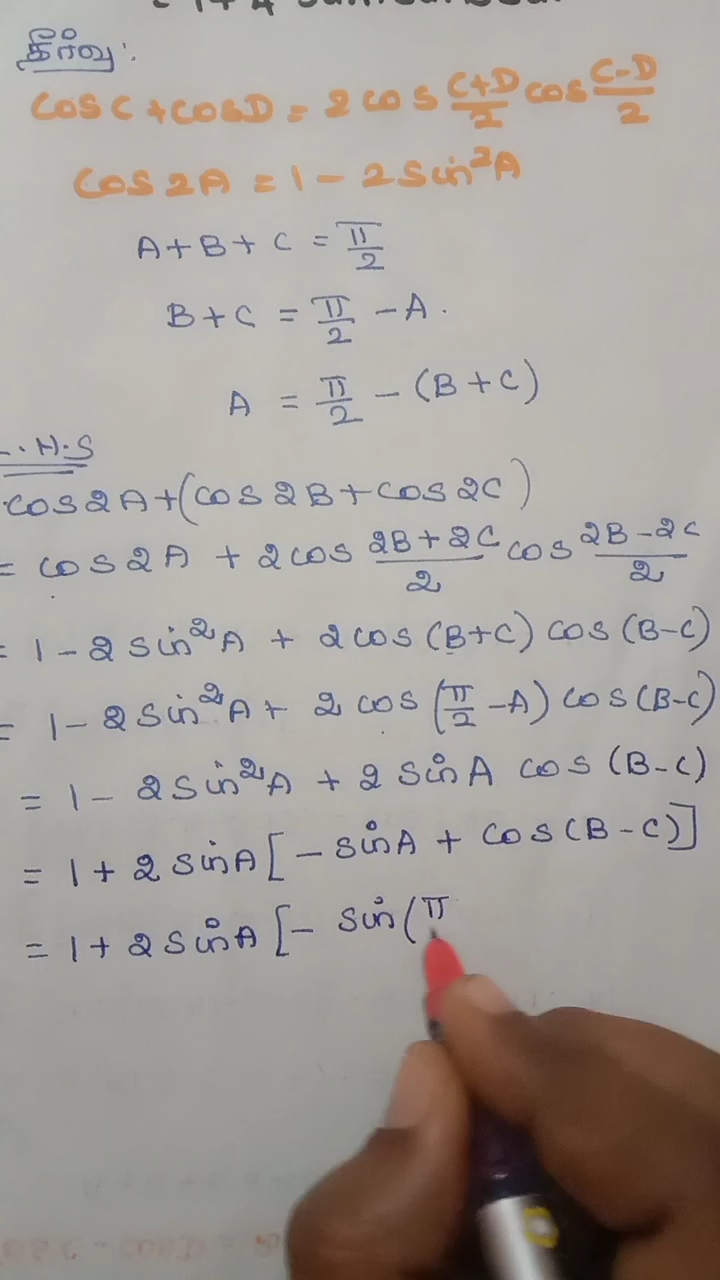 தீர்வு:
cos C + cos D = 2 cos (C+D)/2 cos (C-D)/2
cos 2A = 1 - 2 sin²A
A + B + C = π/2
B + C = π/2 - A.
A = π/2 - (B + C)
L.H.S
cos 2A + (cos 2B + cos 2C)
= cos 2A + 2 cos (2B + 2C)/2 cos (2B - 2C)/2
= 1 - 2 sin²A + 2 cos (B+C) cos (B-C)
= 1 - 2 sin²A + 2 cos (π/2 - A) cos (B-C)
= 1 - 2 sin²A + 2 sin A cos (B-C)
= 1 + 2 sin A [- sin A + cos (B - C)]
= 1 + 2 sin A [- sin (π